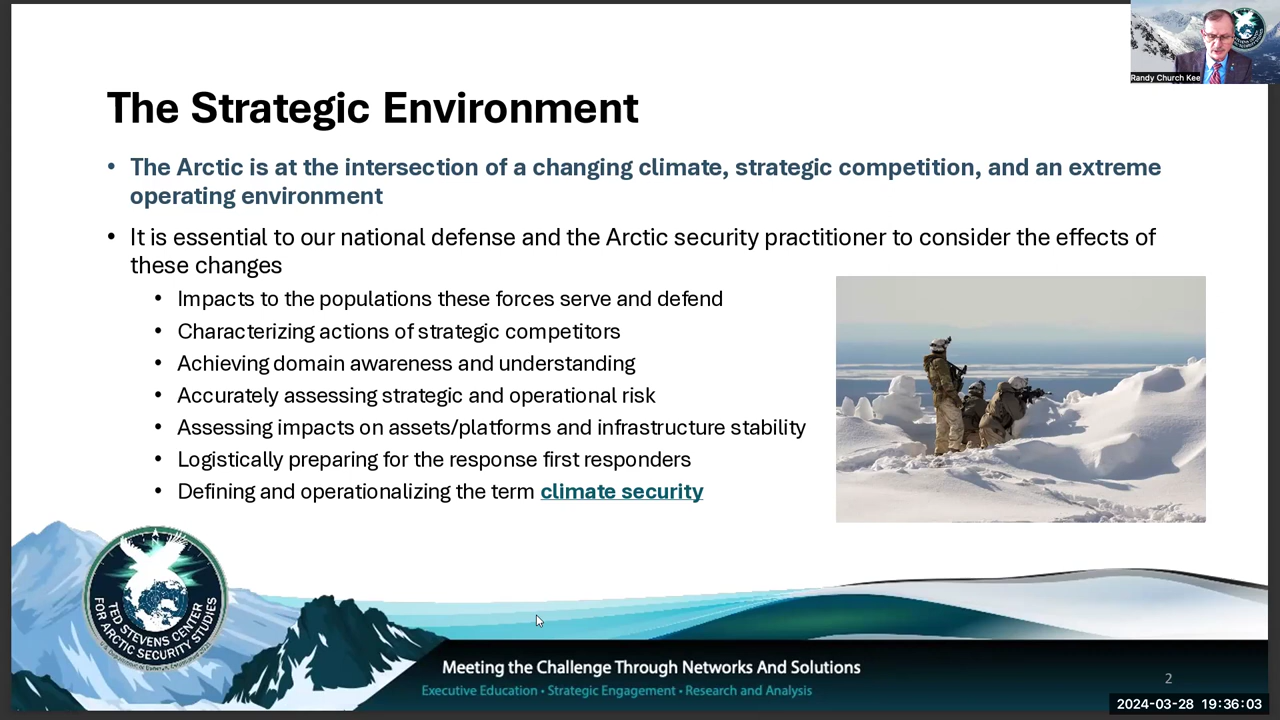 Randy Church Kee
The Strategic Environment
• The Arctic is at the intersection of a changing climate, strategic competition, and an extreme
operating environment
• It is essential to our national defense and the Arctic security practitioner to consider the effects of
these changes
• Impacts to the populations these forces serve and defend
• Characterizing actions of strategic competitors
• Achieving domain awareness and understanding
• Accurately assessing strategic and operational risk
• Assessing impacts on assets/platforms and infrastructure stability
• Logistically preparing for the response first responders
• Defining and operationalizing the term climate security
TED STEVENS CENTER
FOR ARCTIC SECURITY STUDIES
Meeting the Challenge Through Networks And Solutions
Executive Education • Strategic Engagement • Research and Analysis
2
2024-03-28 19:36:03